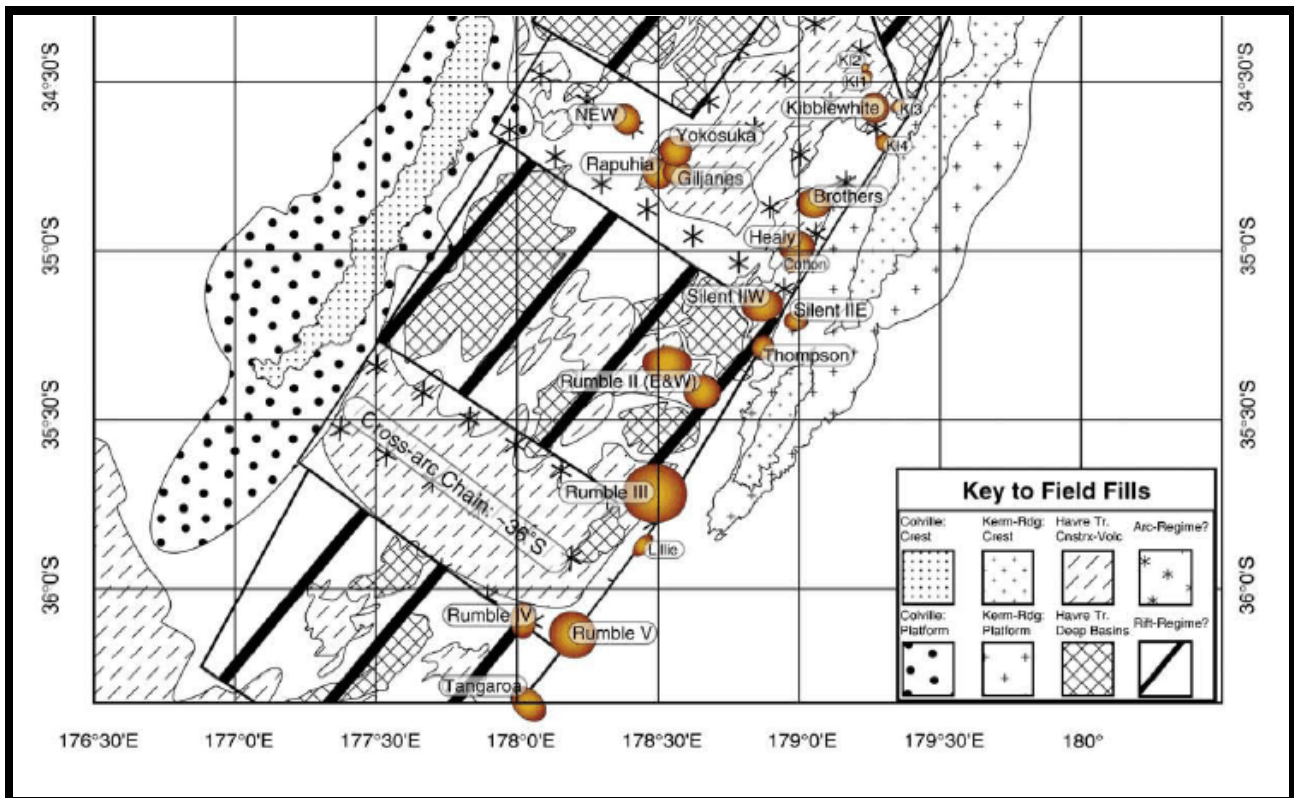 34°30'S
35°0'S
35°30'S
36°0'S
KI2
KI1
Kibblewhite
KI3
KI4
NEW
Yokosuka
Rapuhia
Giljanes
Brothers
Healy
Cotton
Silent IIW
Silent IIE
Thompson
Rumble II (E&W)
Cross-arc Chain: ~36°S
Rumble III
Lillie
Rumble IV
Rumble V
Tangaroa
34°30'S
35°0'S
35°30'S
36°0'S
Key to Field Fills
Colville: Kerm-Rdg: Havre Tr. Arc-Regime?
Crest Crest Cnstrx-Volc
Colville: Kerm-Rdg: Havre Tr. Rift-Regime?
Platform Platform Deep Basins
176°30'E 177°0'E 177°30'E 178°0'E 178°30'E 179°0'E 179°30'E 180°